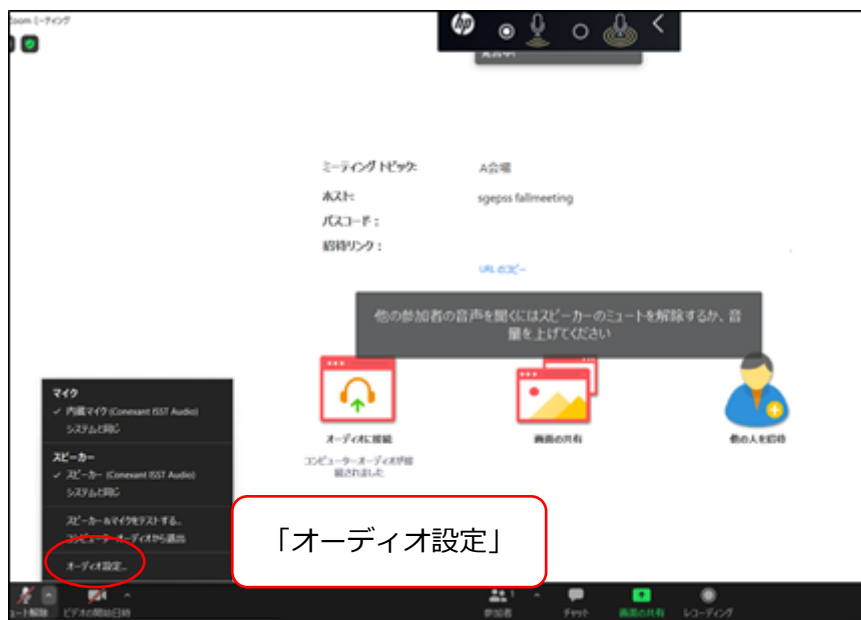 Zoom ミーティング
hp
ミーティングトピック:
A会場
ホスト:
sgepss fallmeeting
パスコード:
招待リンク:
URL のコピー
他の参加者の音声を聞くにはスピーカーのミュートを解除するか、音
量を上げてください
マイク
✓ 内蔵マイク (Conexant ISST Audio)
システムと同じ
スピーカー
✓ スピーカー (Conexant ISST Audio)
システムと同じ
スピーカー&マイクをテストする...
コンピューター オーディオから退出
オーディオ設定...
オーディオに接続
コンピューターオーディオが接
続されました
画面の共有
他の人を招待
「オーディオ設定」
ュート解除
ビデオの開始日時
1
参加者
チャット
画面の共有
レコーディング